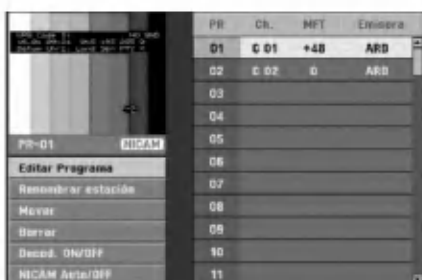 PR Ch. MFT Emisora
01 C 01 +48 ARD
02 C 02 0 ARD
03
04
05
06
07
08
09
10
11
PR-01 NICAM
Editar Programa
Renombrar estación
Mover
Borrar
Decod. ON/OFF
NICAM Auto/OFF